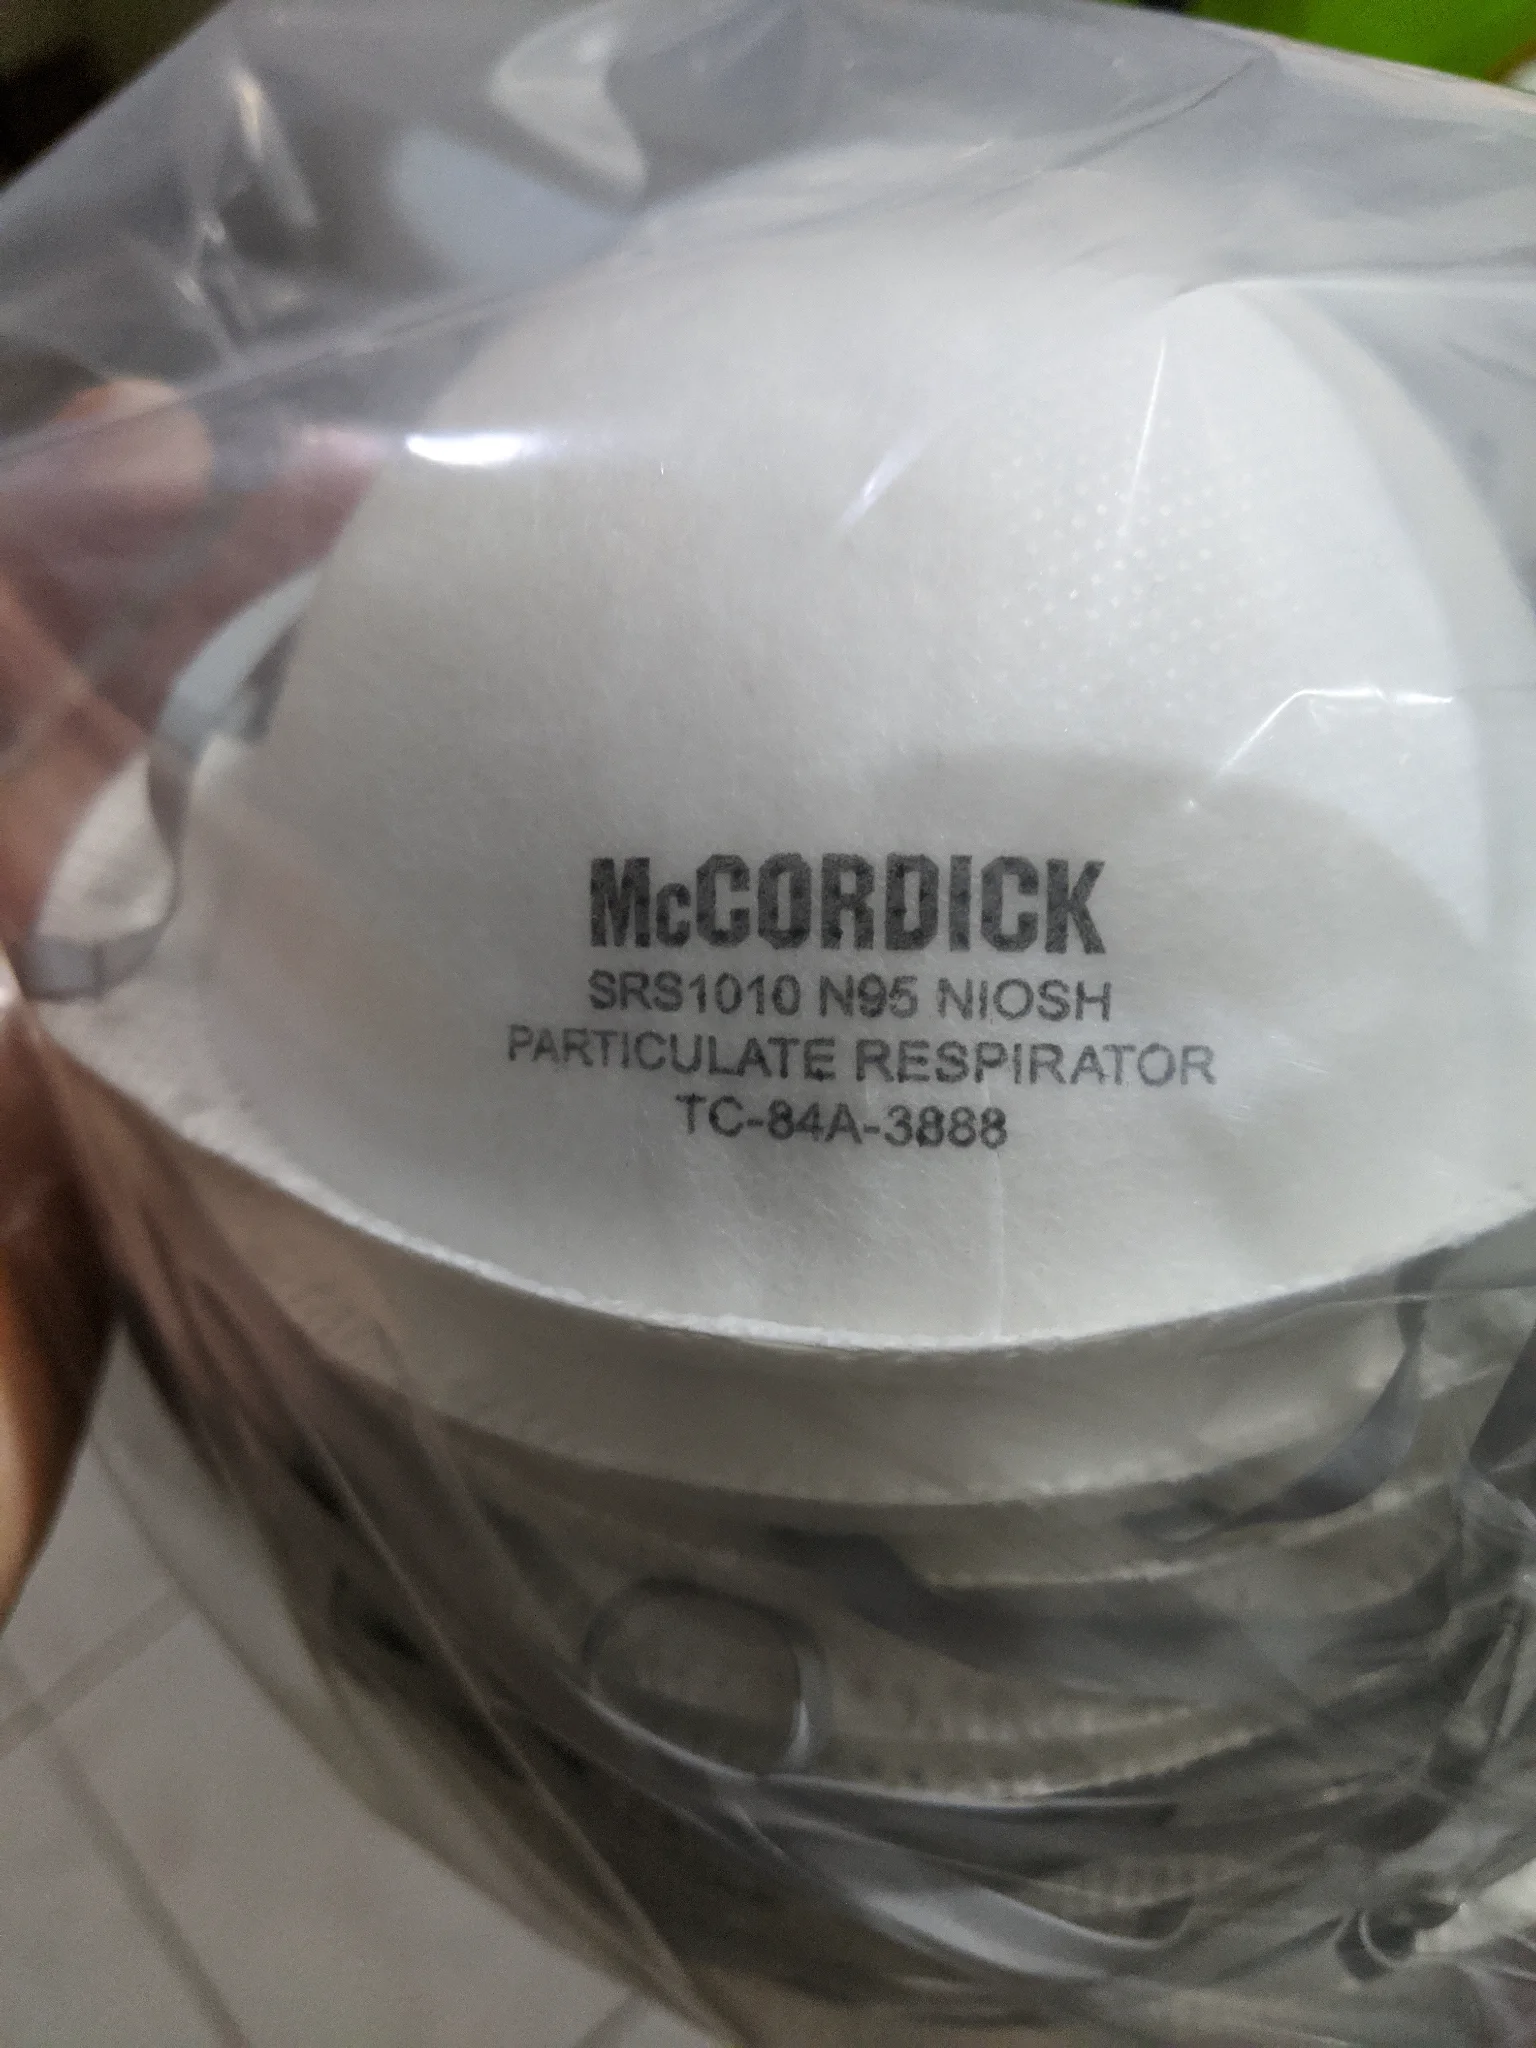 McCORDICK
SRS1010 N95 NIOSH
PARTICULATE RESPIRATOR
TC-84A-3888